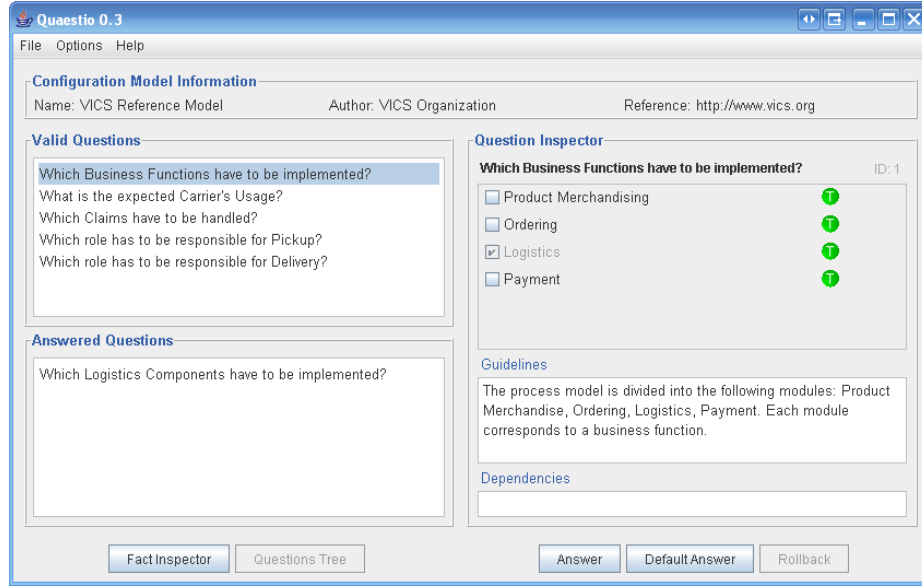 Quaestio 0.3
File Options Help
Configuration Model Information
Name: VICS Reference Model Author: VICS Organization Reference: http://www.vics.org
Valid Questions
Which Business Functions have to be implemented?
What is the expected Carrier's Usage?
Which Claims have to be handled?
Which role has to be responsible for Pickup?
Which role has to be responsible for Delivery?
Answered Questions
Which Logistics Components have to be implemented?
Fact Inspector Questions Tree
Question Inspector
Which Business Functions have to be implemented? ID: 1
Product Merchandising T
Ordering T
Logistics T
Payment T
Guidelines
The process model is divided into the following modules: Product
Merchandise, Ordering, Logistics, Payment. Each module
corresponds to a business function.
Dependencies
Answer Default Answer Rollback